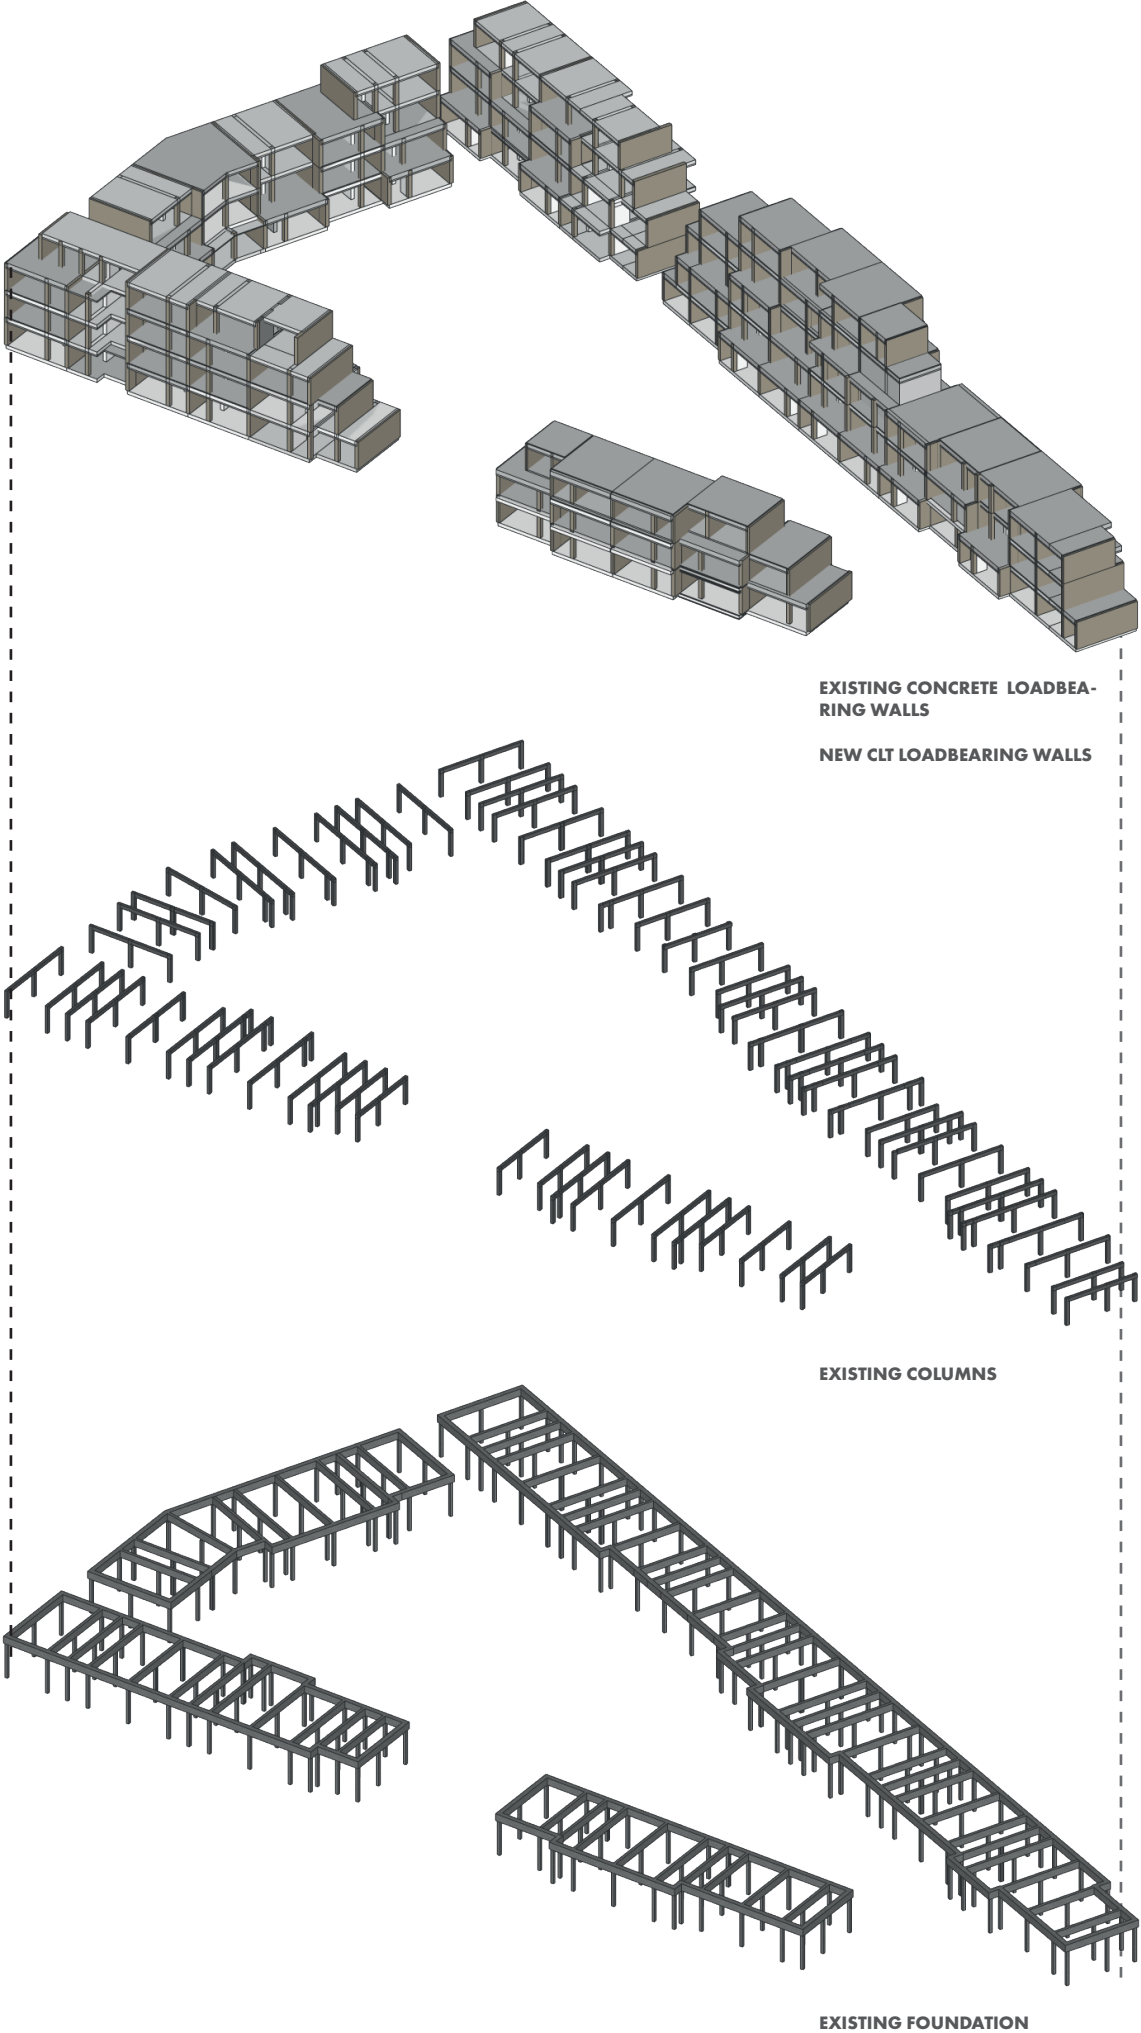 EXISTING CONCRETE LOADBEA-
RING WALLS
NEW CLT LOADBEARING WALLS
EXISTING COLUMNS
EXISTING FOUNDATION